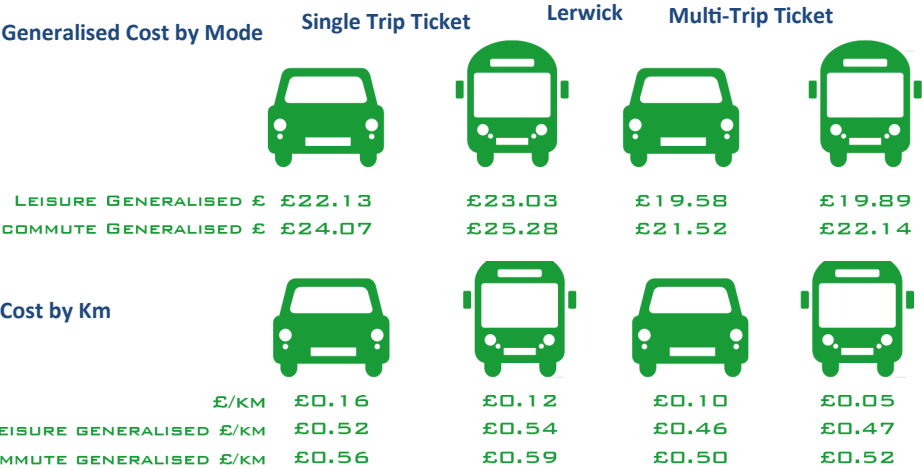 Generalised Cost by Mode Single Trip Ticket Lerwick Multi-Trip Ticket
LEISURE GENERALISED £ £22.13 £23.03 £19.58 £19.89
COMMUTE GENERALISED £ £24.07 £25.28 £21.52 £22.14
Cost by Km
£/KM £0.16 £0.12 £0.10 £0.05
EISURE GENERALISED £/KM £0.52 £0.54 £0.46 £0.47
MMUTE GENERALISED £/KM £0.56 £0.59 £0.50 £0.52